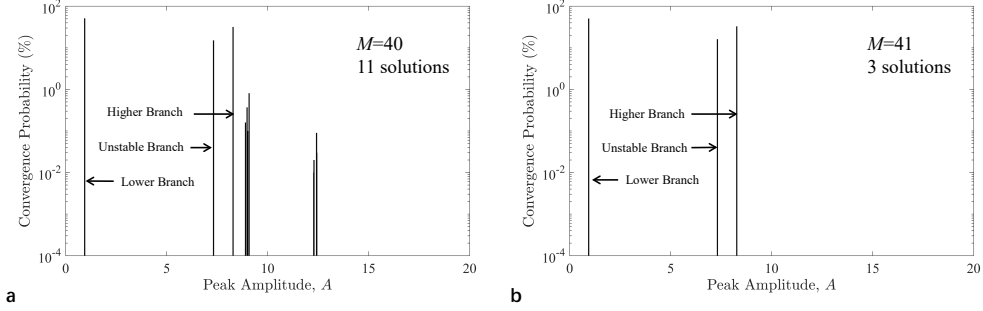 10^2
10^0
10^-2
10^-4
Convergence Probability (%)
M=40
11 solutions
Higher Branch
Unstable Branch
Lower Branch
0 5 10 15 20
Peak Amplitude, A
a
10^2
10^0
10^-2
10^-4
Convergence Probability (%)
M=41
3 solutions
Higher Branch
Unstable Branch
Lower Branch
0 5 10 15 20
Peak Amplitude, A
b